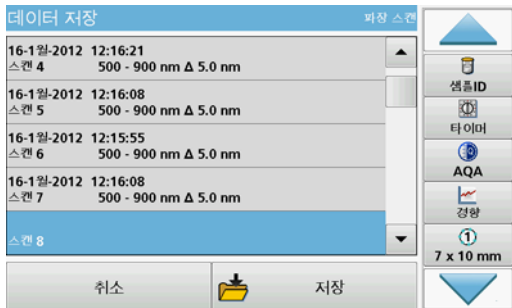 데이터 저장
파장 스캔
16-1월-2012 12:16:21
스캔 4 500 - 900 nm Δ 5.0 nm
16-1월-2012 12:16:08
스캔 5 500 - 900 nm Δ 5.0 nm
16-1월-2012 12:15:55
스캔 6 500 - 900 nm Δ 5.0 nm
16-1월-2012 12:16:08
스캔 7 500 - 900 nm Δ 5.0 nm
스캔 8
취소
저장
샘플ID
타이머
AQA
경향
1
7 x 10 mm